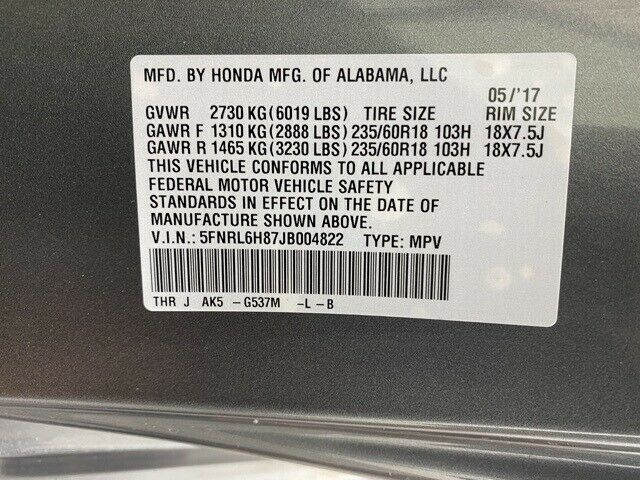 MFD. BY HONDA MFG. OF ALABAMA, LLC
05/'17
GVWR 2730 KG(6019 LBS) TIRE SIZE RIM SIZE
GAWR F 1310 KG(2888 LBS) 235/60R18 103H 18X7.5J
GAWR R 1465 KG(3230 LBS) 235/60R18 103H 18X7.5J
THIS VEHICLE CONFORMS TO ALL APPLICABLE
FEDERAL MOTOR VEHICLE SAFETY
STANDARDS IN EFFECT ON THE DATE OF
MANUFACTURE SHOWN ABOVE.
V.I.N.: 5FNRL6H87JB004822 TYPE: MPV
THR J AK5 -G537M -L-B